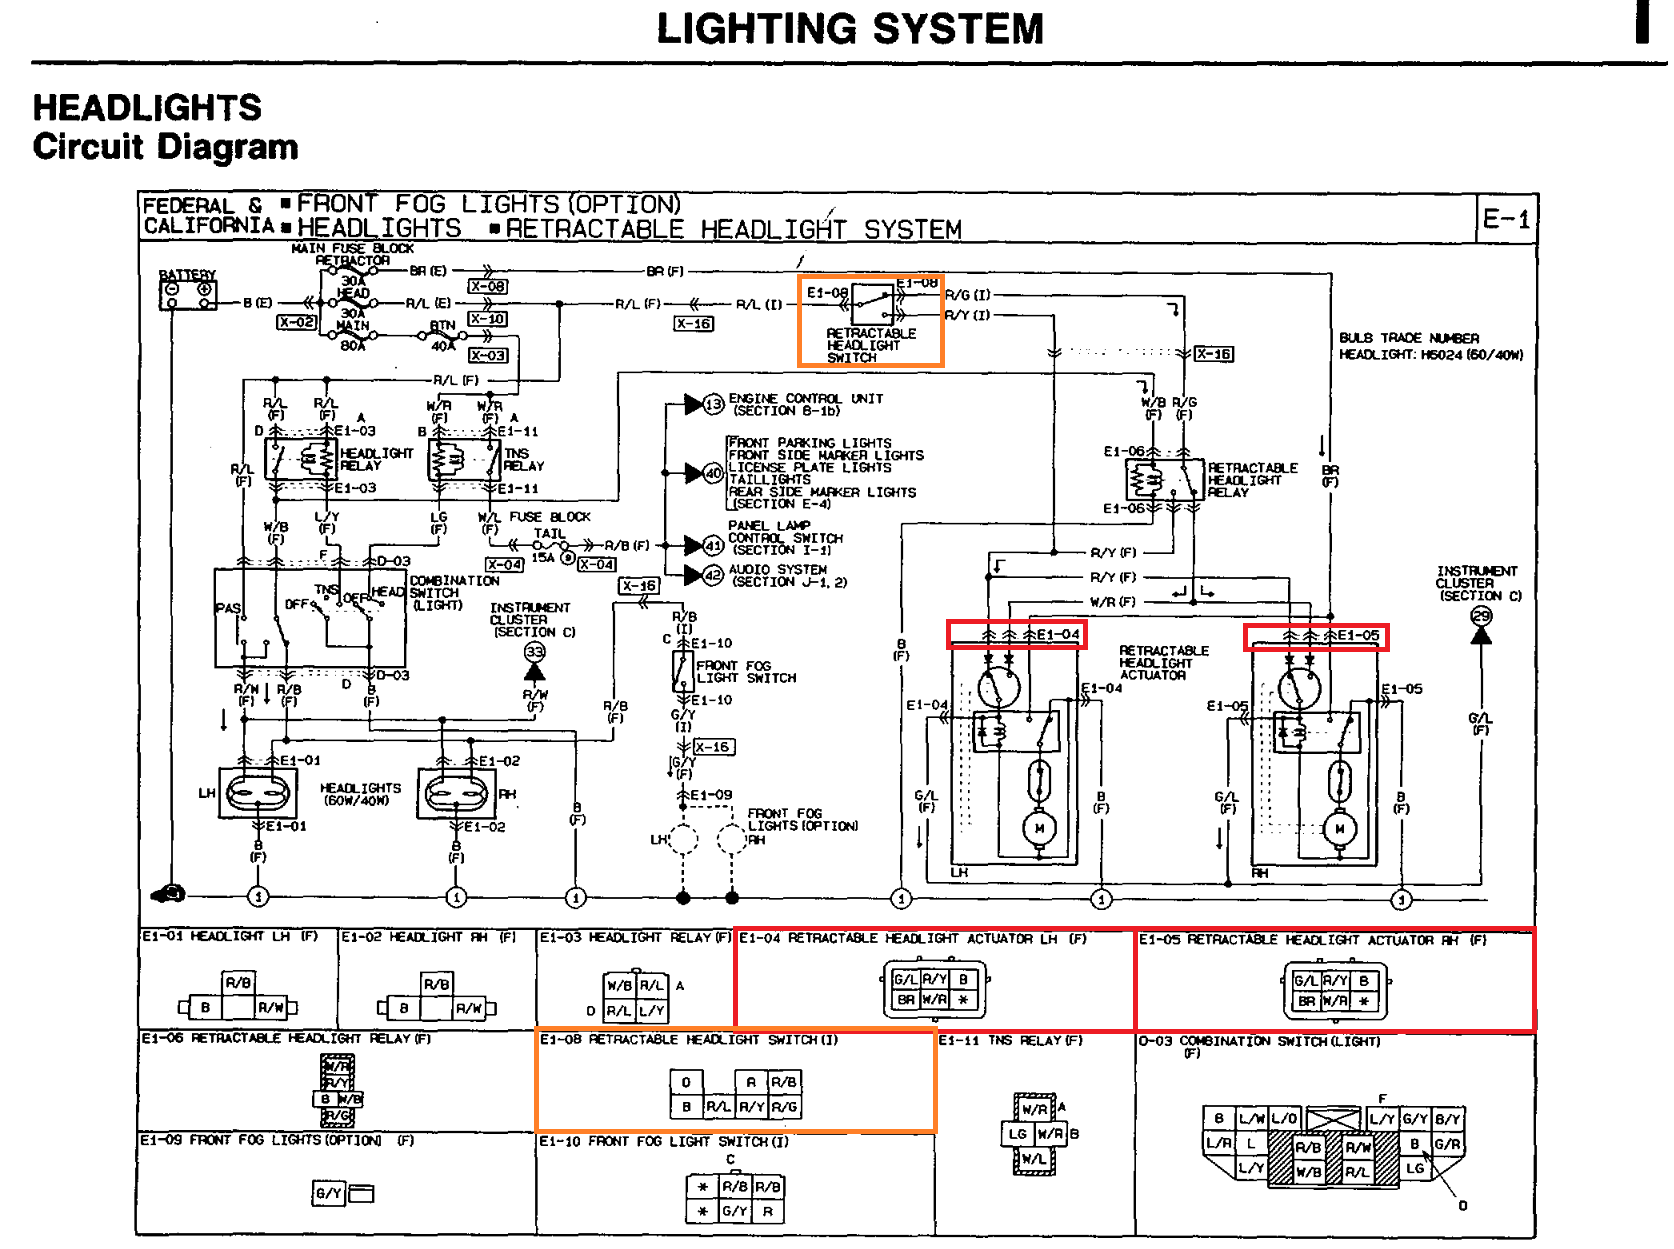 LIGHTING SYSTEM
HEADLIGHTS
Circuit Diagram
FEDERAL & ■FRONT FOG LIGHTS(OPTION)
CALIFORNIA ■HEADLIGHTS ■RETRACTABLE HEADLIGHT SYSTEM
E-1
MAIN FUSE BLOCK
RETRACTOR
BATTERY
30A
BR(E)
X-08
BR(F)
HEAD
30A
B(E)
X-02
R/L(E)
X-10
R/L(F)
X-16
R/L(I)
MAIN
80A
BTN
40A
X-03
E1-08
E1-08
RETRACTABLE
HEADLIGHT
SWITCH
R/G(I)
R/Y(I)
X-16
BULB TRADE NUMBER
HEADLIGHT: H6024(60/40W)
R/L(F)
R/L
(F)
R/L
(F)
A
D
E1-03
HEADLIGHT
RELAY
E1-03
R/L
(F)
W/R
(F)
W/R
(F)
A
B
E1-11
TNS
RELAY
E1-11
13
ENGINE CONTROL UNIT
(SECTION B-1b)
40
FRONT PARKING LIGHTS
FRONT SIDE MARKER LIGHTS
LICENSE PLATE LIGHTS
TAILLIGHTS
REAR SIDE MARKER LIGHTS
(SECTION E-4)
41
PANEL LAMP
CONTROL SWITCH
(SECTION I-1)
42
AUDIO SYSTEM
(SECTION J-1, 2)
W/B
(F)
R/G
(F)
E1-06
RETRACTABLE
HEADLIGHT
RELAY
E1-06
BR
(F)
W/B
(F)
L/Y
(F)
LG
(F)
W/L
(F)
FUSE BLOCK
TAIL
15A
9
X-04
X-04
R/B(F)
F
D-03
COMBINATION
SWITCH
(LIGHT)
PAS
OFF
TNS
OFF
HEAD
D
D-03
R/W
(F)
R/B
(F)
B
(F)
INSTRUMENT
CLUSTER
(SECTION C)
33
R/W
(F)
X-16
R/B
(I)
C
E1-10
FRONT FOG
LIGHT SWITCH
E1-10
G/Y
(I)
R/B
(F)
X-16
G/Y
(F)
E1-09
FRONT FOG
LIGHTS(OPTION)
LH
RH
R/Y(F)
R/Y(F)
W/R(F)
B
(F)
E1-04
RETRACTABLE
HEADLIGHT
ACTUATOR
E1-04
E1-04
G/L
(F)
M
B
(F)
LH
E1-05
E1-05
E1-05
G/L
(F)
M
B
(F)
RH
INSTRUMENT
CLUSTER
(SECTION C)
29
G/L
(F)
E1-01
LH
E1-01
B
(F)
HEADLIGHTS
(60W/40W)
E1-02
RH
E1-02
B
(F)
B
(F)
1
1
1
1
1
1
E1-01 HEADLIGHT LH (F)
R/B
B
R/W
E1-02 HEADLIGHT RH (F)
R/B
B
R/W
E1-03 HEADLIGHT RELAY(F)
W/B R/L A
D R/L L/Y
E1-04 RETRACTABLE HEADLIGHT ACTUATOR LH (F)
G/L R/Y B
BR W/R *
E1-05 RETRACTABLE HEADLIGHT ACTUATOR RH (F)
G/L R/Y B
BR W/R *
E1-06 RETRACTABLE HEADLIGHT RELAY(F)
W/R
R/Y
B W/B
R/G
E1-08 RETRACTABLE HEADLIGHT SWITCH(I)
O R R/B
B R/L R/Y R/G
E1-11 TNS RELAY(F)
W/R A
LG W/R B
W/L
D-03 COMBINATION SWITCH(LIGHT)
(F)
F
B L/W L/O L/Y G/Y B/Y
L/R L R/B R/W B G/R
L/Y W/B R/L LG
D
E1-09 FRONT FOG LIGHTS(OPTION) (F)
G/Y
E1-10 FRONT FOG LIGHT SWITCH(I)
C
* R/B R/B
* G/Y R